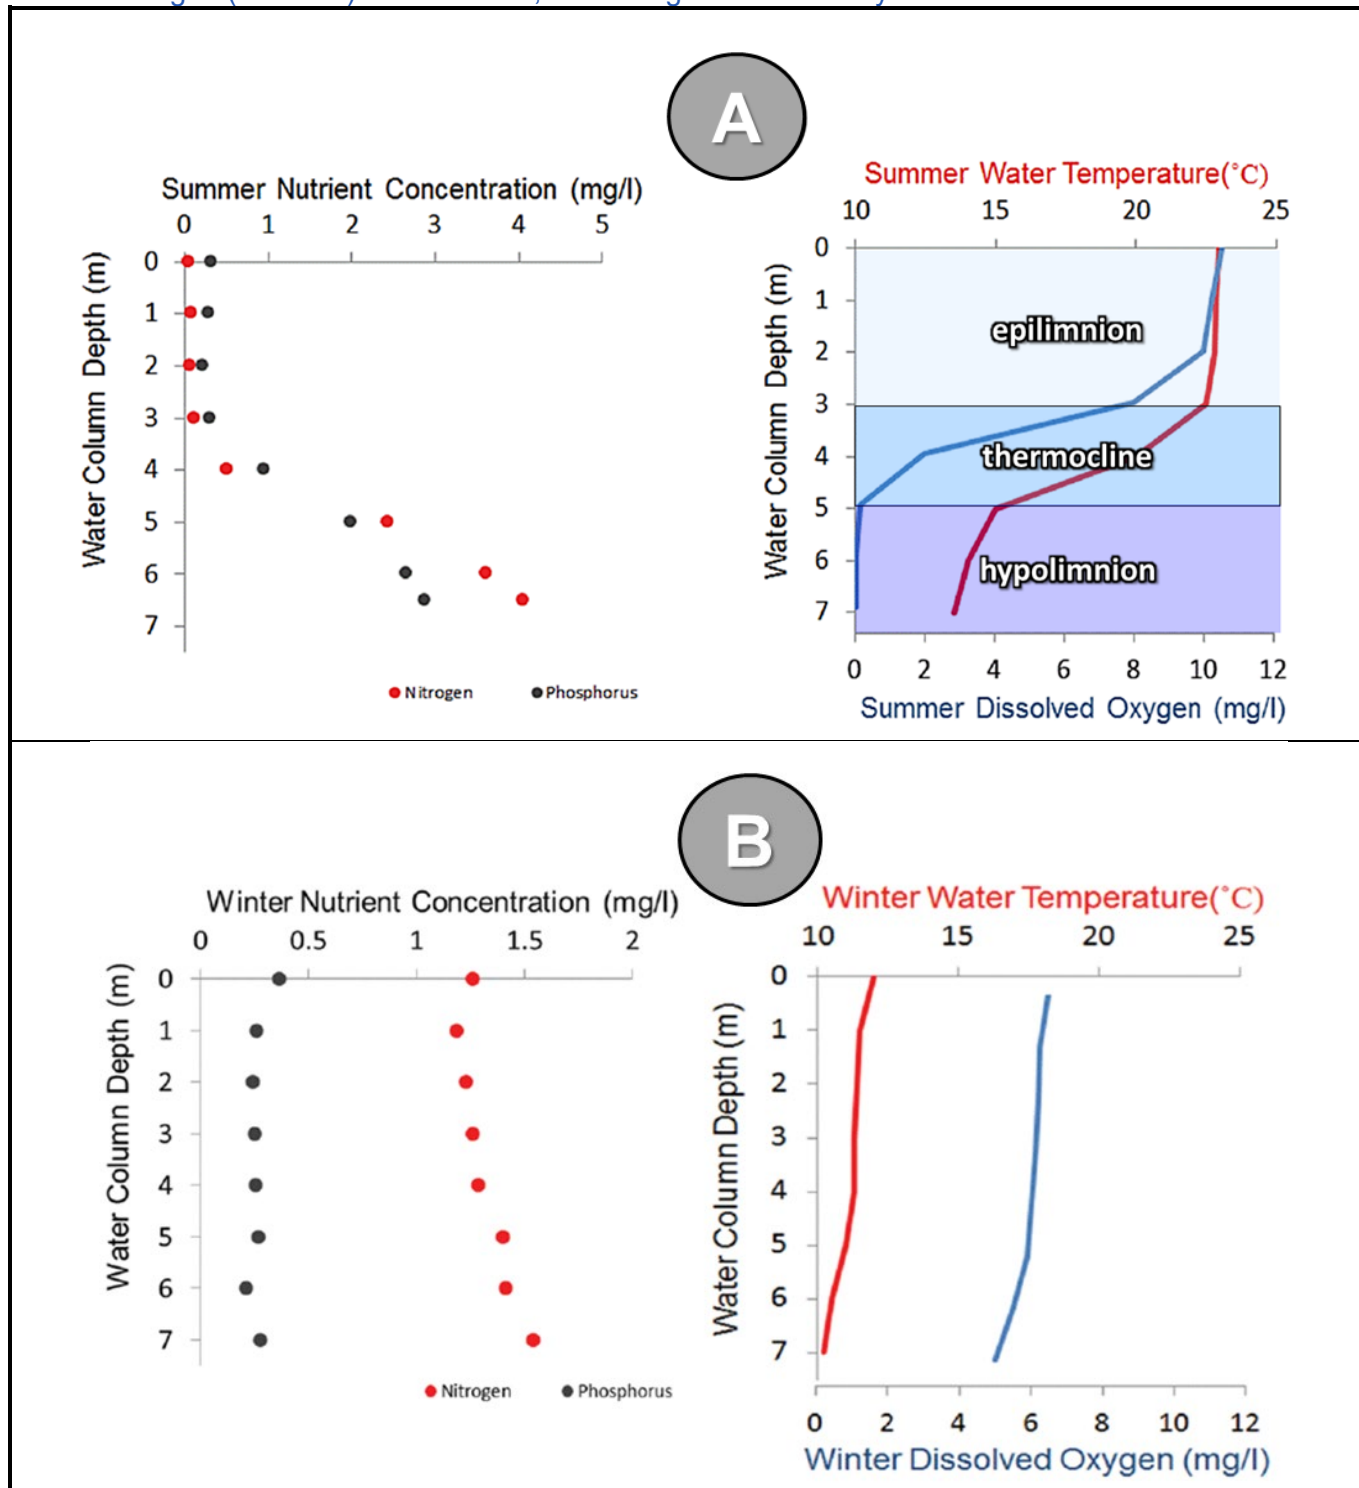 A
Summer Nutrient Concentration (mg/l)
0 1 2 3 4 5
Water Column Depth (m)
0
1
2
3
4
5
6
7
Nitrogen Phosphorus
Summer Water Temperature(˚C)
10 15 20 25
Water Column Depth (m)
0
1
2
3
4
5
6
7
epilimnion
thermocline
hypolimnion
0 2 4 6 8 10 12
Summer Dissolved Oxygen (mg/l)
B
Winter Nutrient Concentration (mg/l)
0 0.5 1 1.5 2
Water Column Depth (m)
0
1
2
3
4
5
6
7
Nitrogen Phosphorus
Winter Water Temperature(˚C)
10 15 20 25
Water Column Depth (m)
0
1
2
3
4
5
6
7
0 2 4 6 8 10 12
Winter Dissolved Oxygen (mg/l)